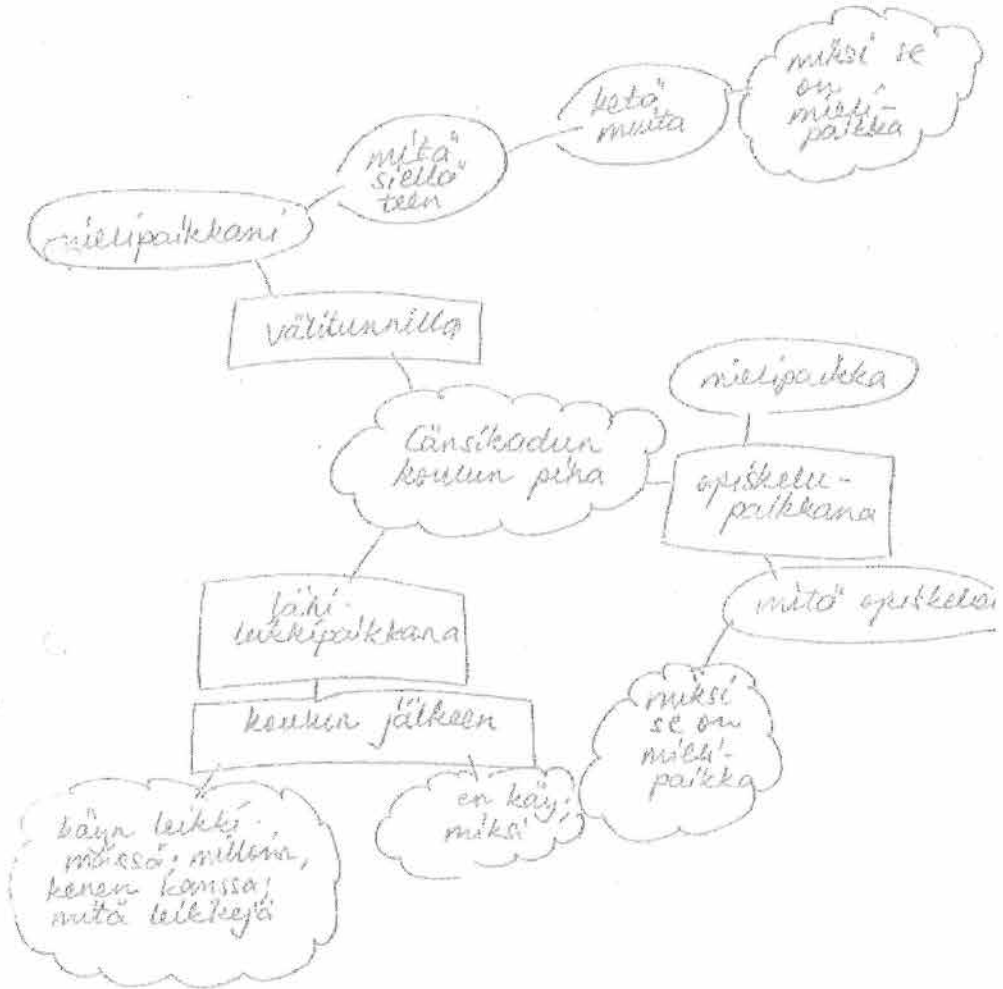 miksi se
on
mieli-
paikka
ketä
muita
mitä
siellä
teen
mielipaikkani
välitunnilla
mielipaikka
Länsikadun
koulun piha
opiskelu-
paikkana
mitä opiskelu
lähi-
leikkipaikkana
koulun jälkeen
miksi
se on
mieli-
paikka
en käy;
miksi
käyn leikki-
mässä; milloin,
kenen kanssa;
mitä leikkejä